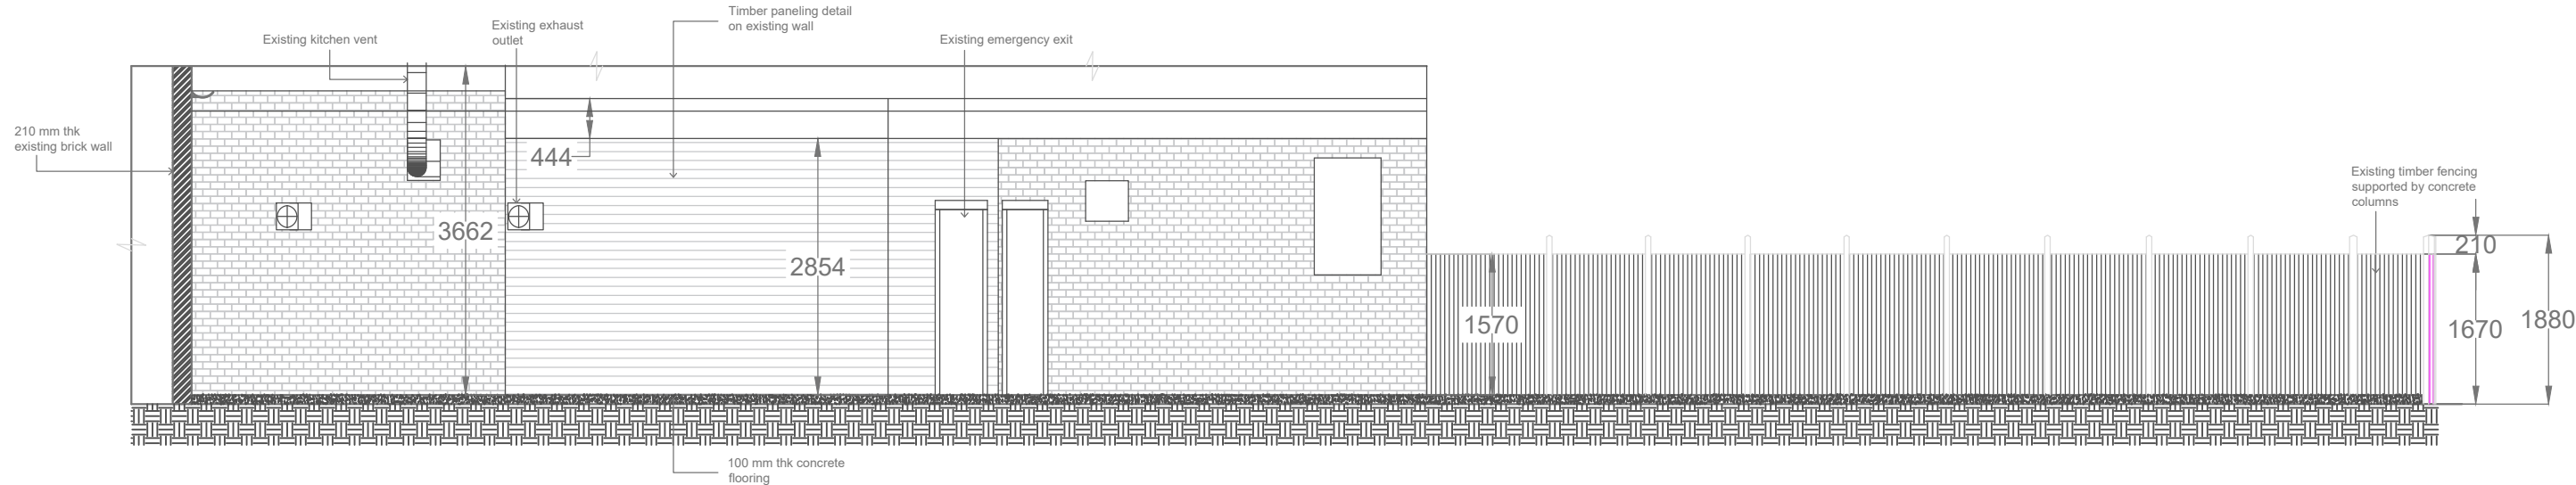 Timber paneling detail
on existing wall
Existing exhaust
outlet
Existing kitchen vent
Existing emergency exit
210 mm thk
existing brick wall
444
Existing timber fencing
supported by concrete
columns
3662
210
2854
1570
1670
1880
100 mm thk concrete
flooring